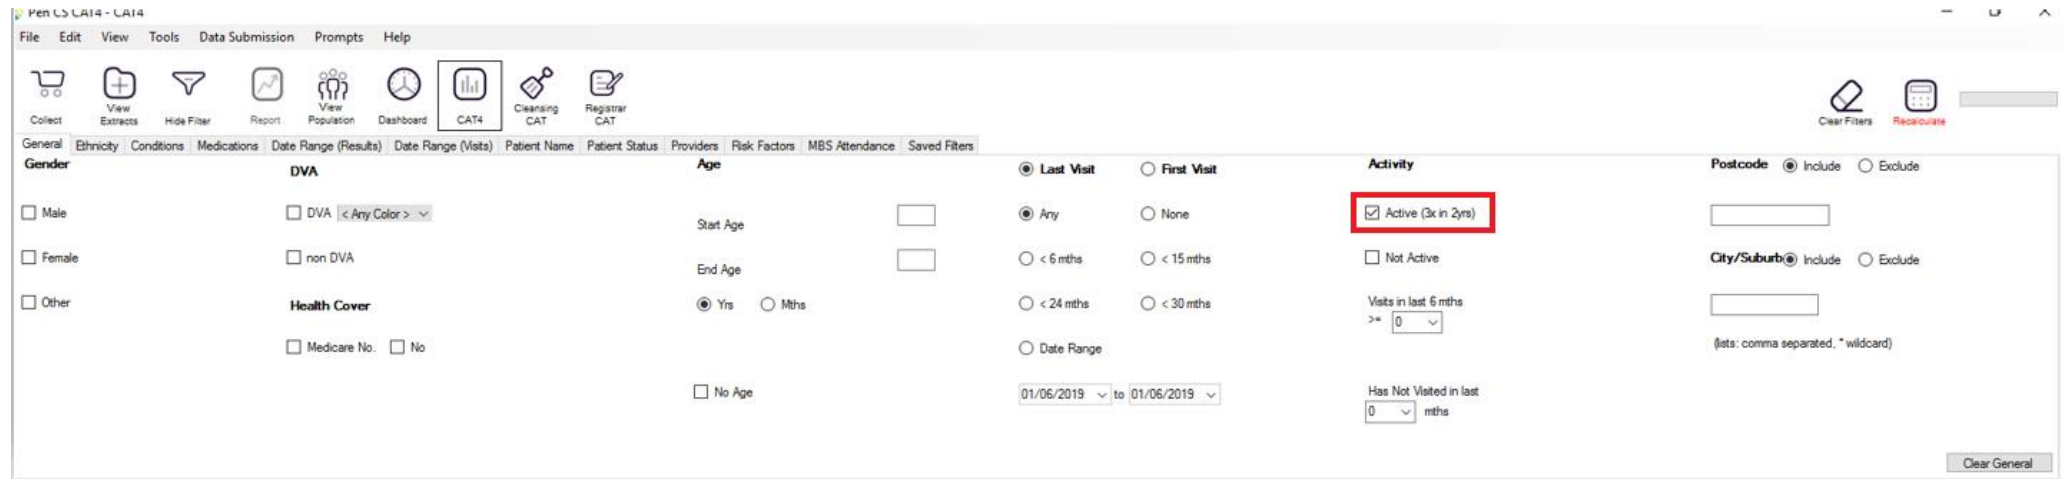 Pen CS CAT4 - CAT4
File Edit View Tools Data Submission Prompts Help
Collect
View Extracts
Hide Filter
Report
View Population
Dashboard
CAT4
Cleansing CAT
Registrar CAT
Clear Filters
Recalculate
General Ethnicity Conditions Medications Date Range (Results) Date Range (Visits) Patient Name Patient Status Providers Risk Factors MBS Attendance Saved Filters
Gender
Male
Female
Other
DVA
DVA < Any Color >
non DVA
Health Cover
Medicare No. No
Age
Start Age
End Age
Yrs Mths
No Age
Last Visit First Visit
Any None
< 6 mths < 15 mths
< 24 mths < 30 mths
Date Range
01/06/2019 to 01/06/2019
Activity
Active (3x in 2yrs)
Not Active
Visits in last 6 mths
>= 0
Has Not Visited in last
0 mths
Postcode Include Exclude
City/Suburb Include Exclude
(lists: comma separated, * wildcard)
Clear General